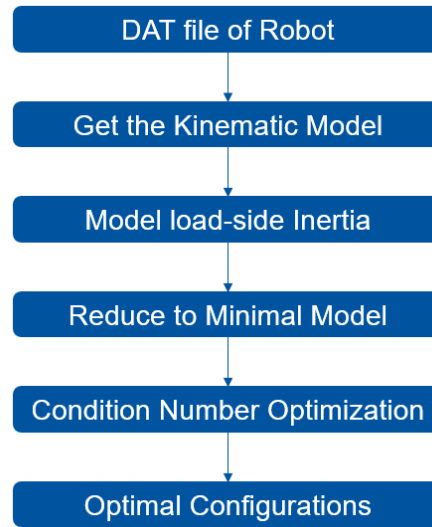 DAT file of Robot
Get the Kinematic Model
Model load-side Inertia
Reduce to Minimal Model
Condition Number Optimization
Optimal Configurations